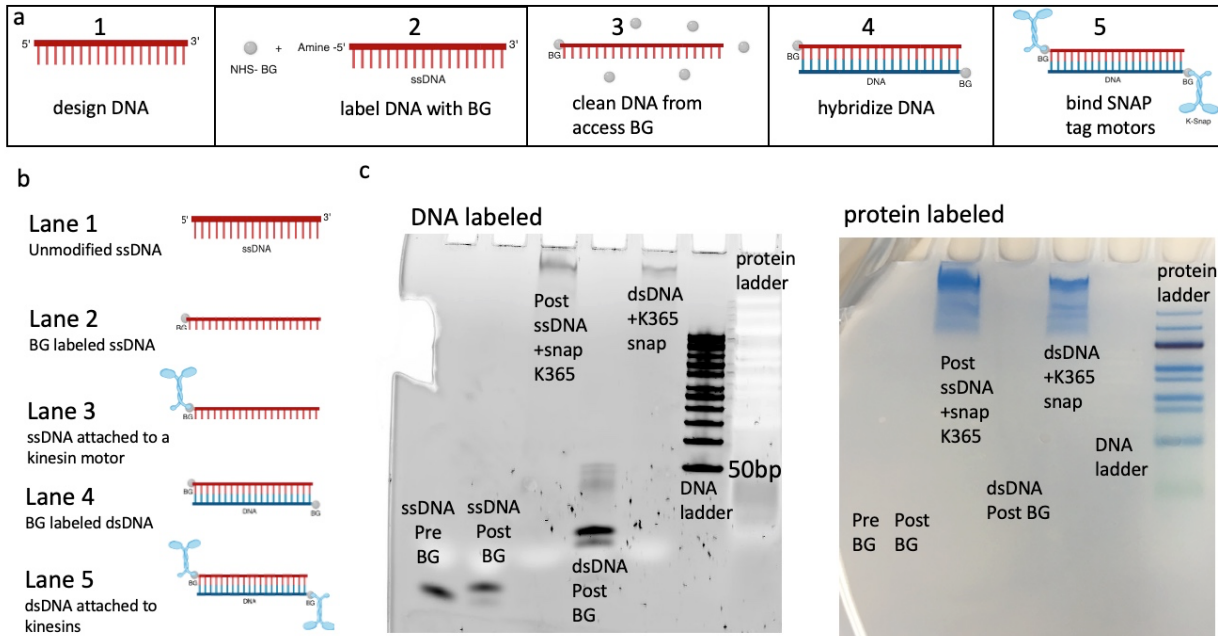 a
1
5'
3'
design DNA
2
NHS- BG
+
Amine -5'
3'
ssDNA
label DNA with BG
3
BG
clean DNA from
access BG
4
BG
DNA
BG
hybridize DNA
5
BG
DNA
BG
K-Snap
bind SNAP
tag motors
b
Lane 1
Unmodified ssDNA
5'
3'
ssDNA
Lane 2
BG labeled ssDNA
BG
Lane 3
ssDNA attached to a
kinesin motor
BG
Lane 4
BG labeled dsDNA
BG
DNA
BG
Lane 5
dsDNA attached to
kinesins
BG
DNA
BG
c
DNA labeled
Post
ssDNA
+snap
K365
dsDNA
+K365
snap
protein
ladder
50bp
DNA
ladder
ssDNA
Pre
BG
ssDNA
Post
BG
dsDNA
Post
BG
protein labeled
protein
ladder
Post
ssDNA
+snap
K365
dsDNA
+K365
snap
DNA
ladder
dsDNA
Post BG
Pre
BG
Post
BG